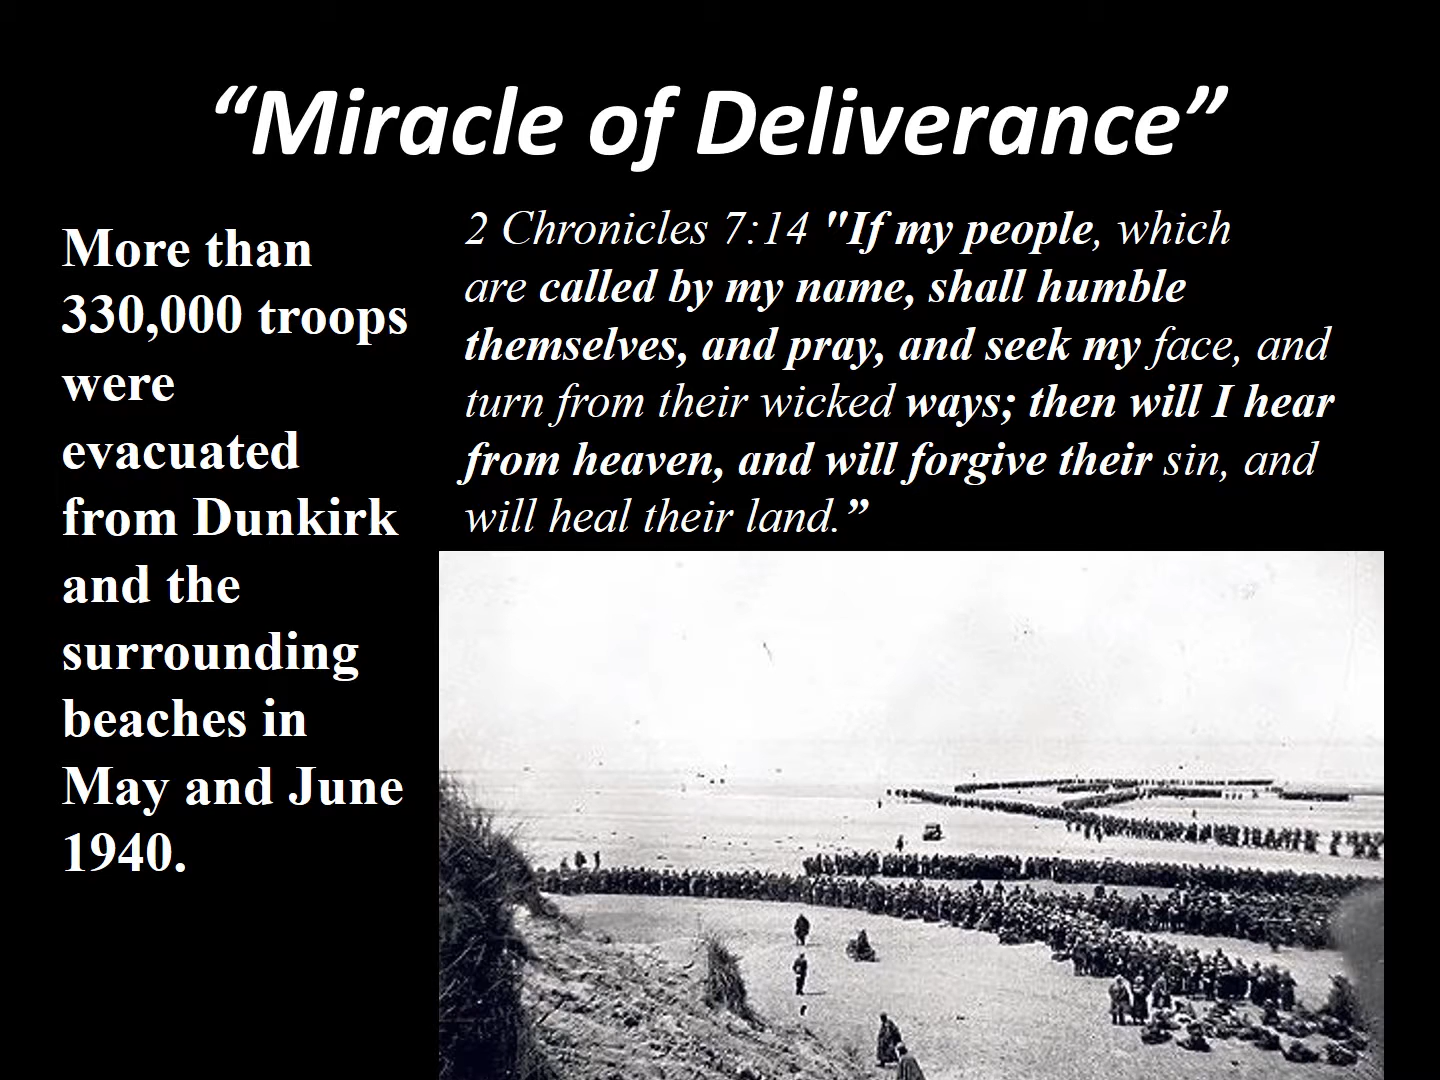 “Miracle of Deliverance”
More than
330,000 troops
were
evacuated
from Dunkirk
and the
surrounding
beaches in
May and June
1940.
2 Chronicles 7:14 "If my people, which
are called by my name, shall humble
themselves, and pray, and seek my face, and
turn from their wicked ways; then will I hear
from heaven, and will forgive their sin, and
will heal their land.”